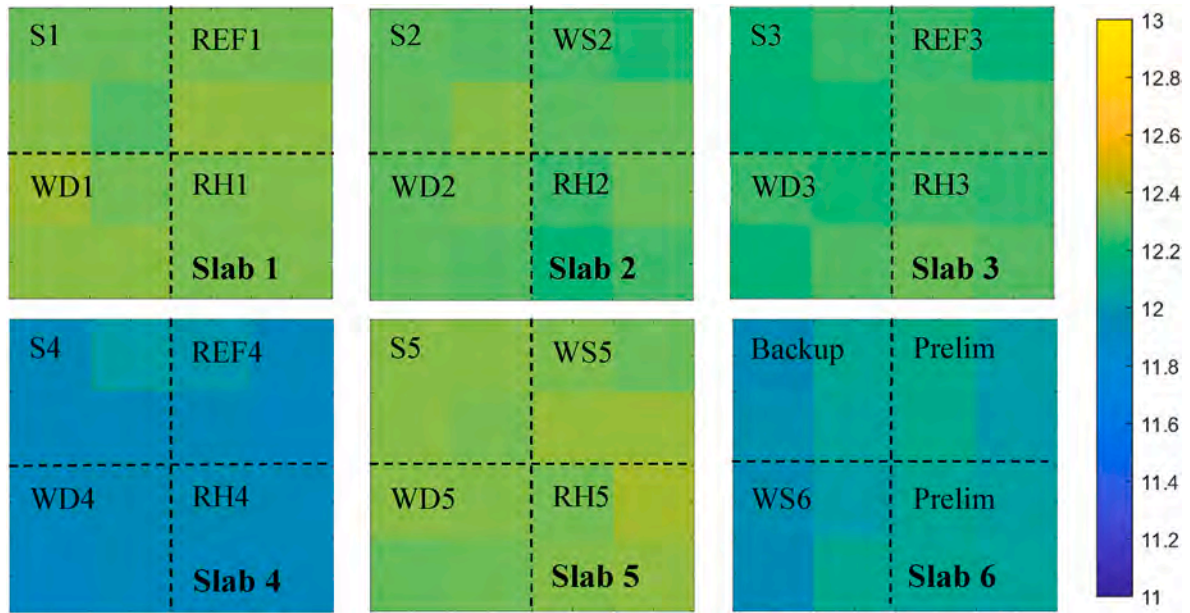 S1 REF1
WD1 RH1
Slab 1
S2 WS2
WD2 RH2
Slab 2
S3 REF3
WD3 RH3
Slab 3
S4 REF4
WD4 RH4
Slab 4
S5 WS5
WD5 RH5
Slab 5
Backup Prelim
WS6 Prelim
Slab 6
13
12.8
12.6
12.4
12.2
12
11.8
11.6
11.4
11.2
11